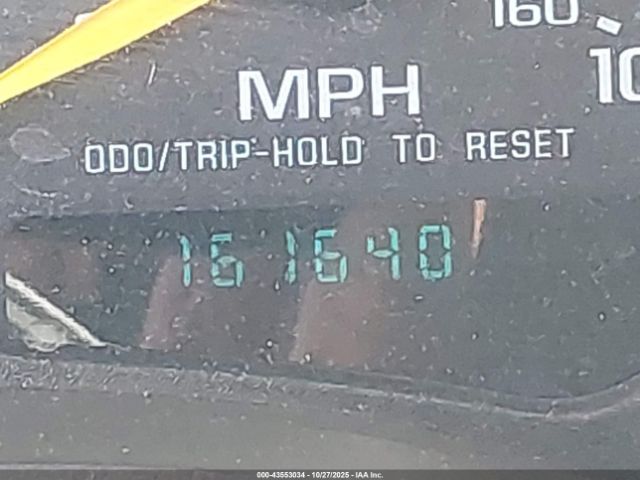 160
10
MPH
ODO/TRIP-HOLD TO RESET
161640
000-43553034 - 10/27/2025 - IAA Inc.